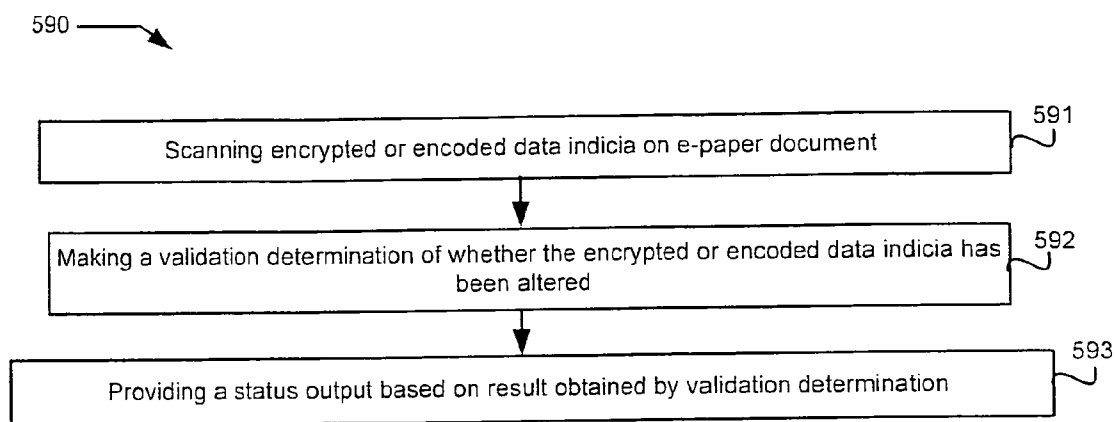 590
591
Scanning encrypted or encoded data indicia on e-paper document
592
Making a validation determination of whether the encrypted or encoded data indicia has
been altered
593
Providing a status output based on result obtained by validation determination